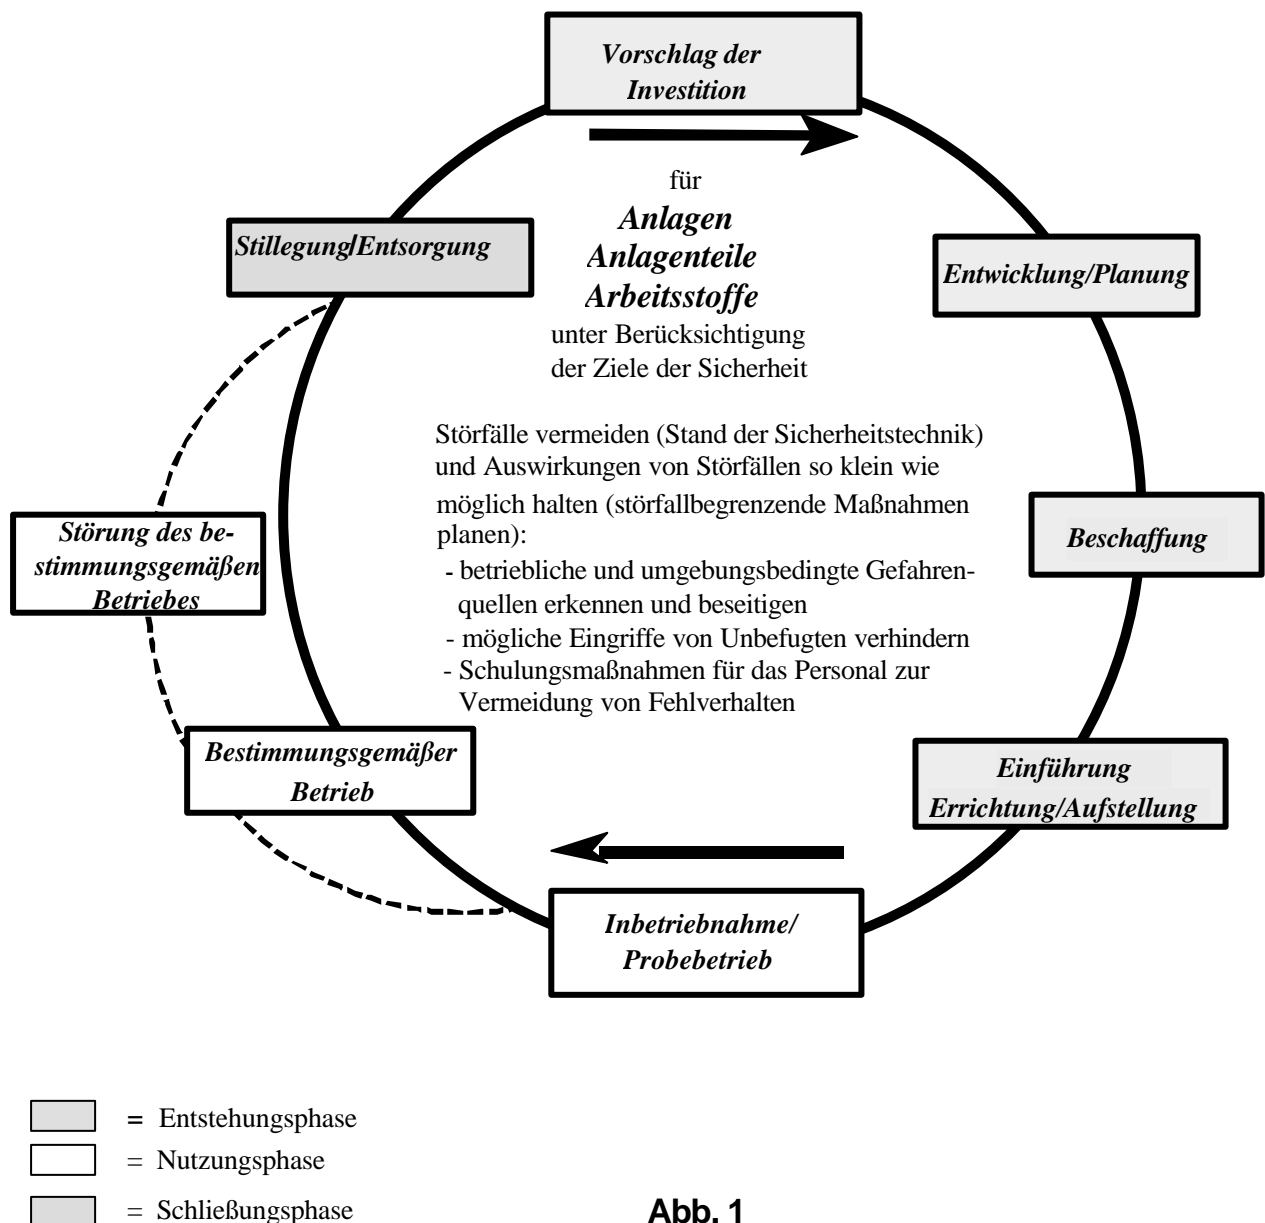 Vorschlag der
Investition
für
Anlagen
Anlagenteile
Arbeitsstoffe
unter Berücksichtigung
der Ziele der Sicherheit
Stillegung/Entsorgung
Entwicklung/Planung
Störfälle vermeiden (Stand der Sicherheitstechnik)
und Auswirkungen von Störfällen so klein wie
möglich halten (störfallbegrenzende Maßnahmen
planen):
- betriebliche und umgebungsbedingte Gefahren-
quellen erkennen und beseitigen
- mögliche Eingriffe von Unbefugten verhindern
- Schulungsmaßnahmen für das Personal zur
Vermeidung von Fehlverhalten
Störung des be-
stimmungsgemäßen
Betriebes
Beschaffung
Bestimmungsgemäßer
Betrieb
Einführung
Errichtung/Aufstellung
Inbetriebnahme/
Probebetrieb
= Entstehungsphase
= Nutzungsphase
= Schließungsphase
Abb. 1